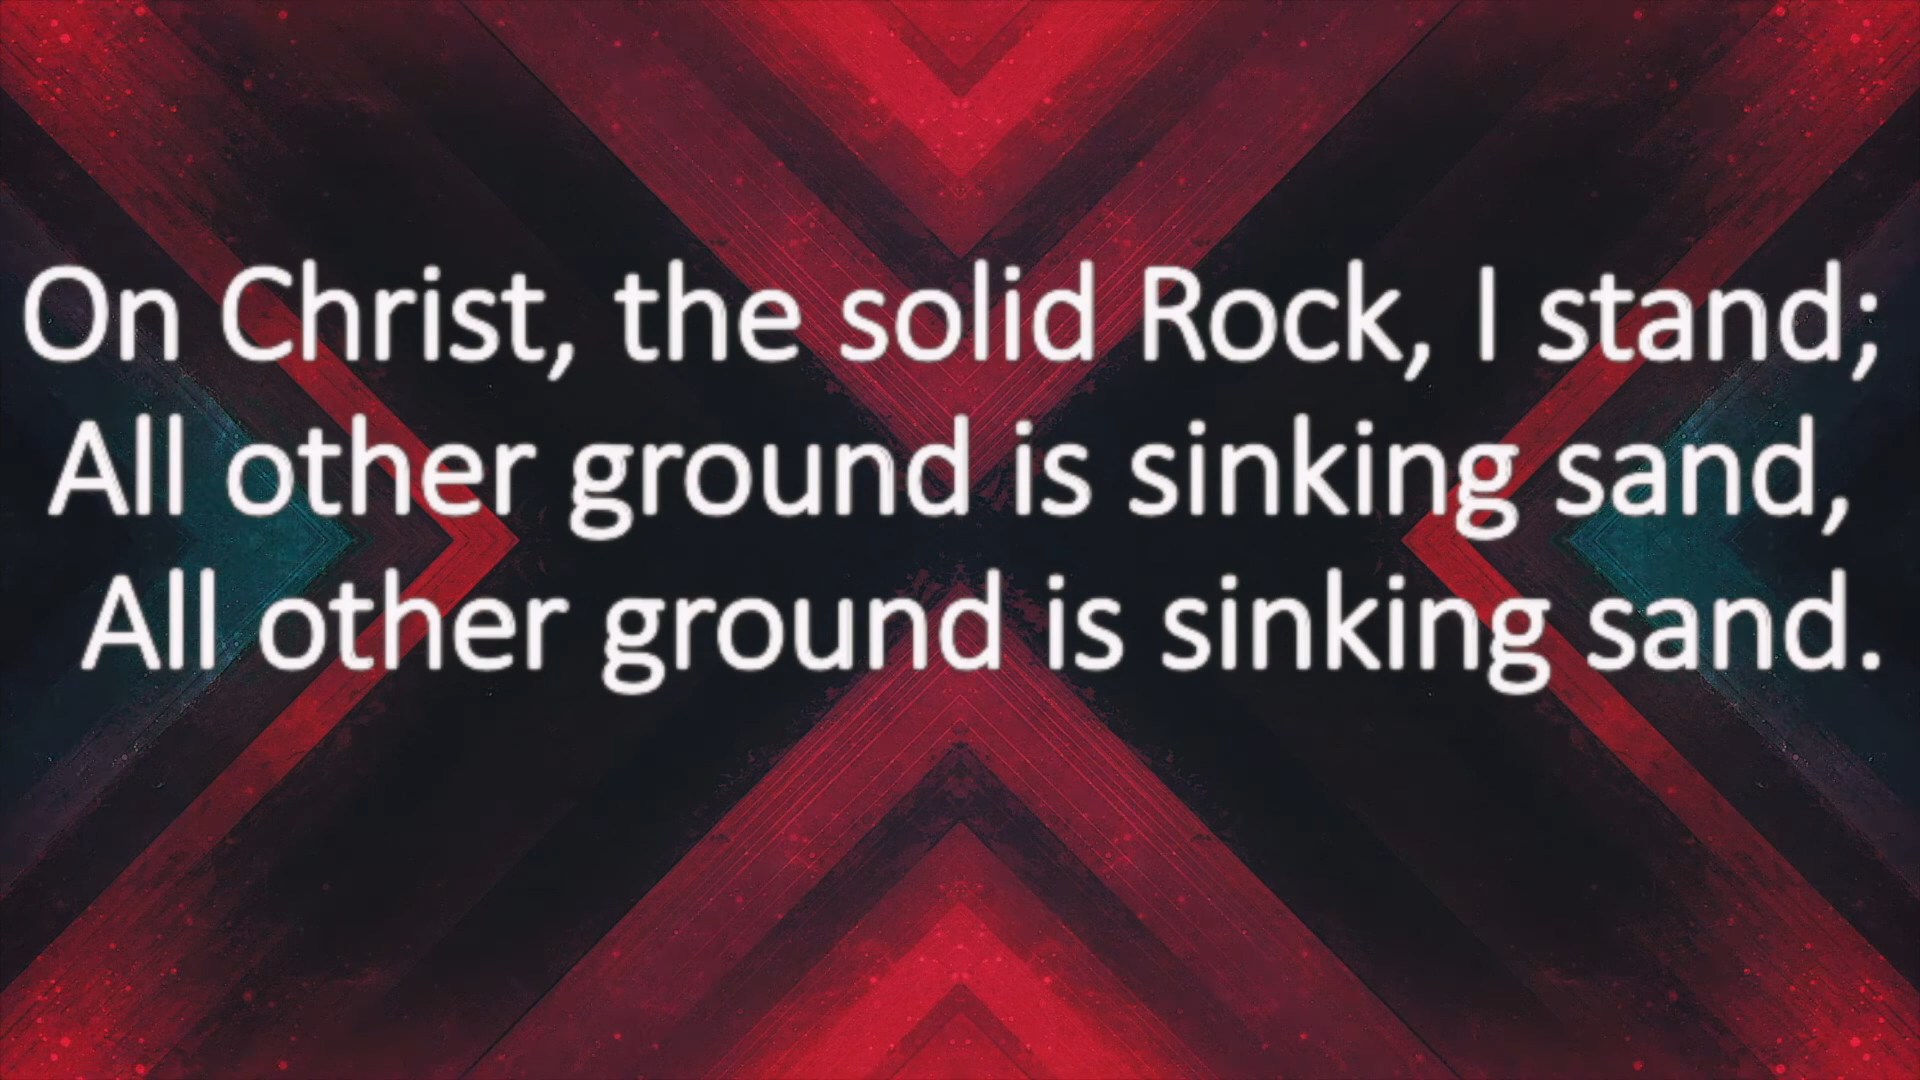 On Christ, the solid Rock, I stand;
All other ground is sinking sand,
All other ground is sinking sand.